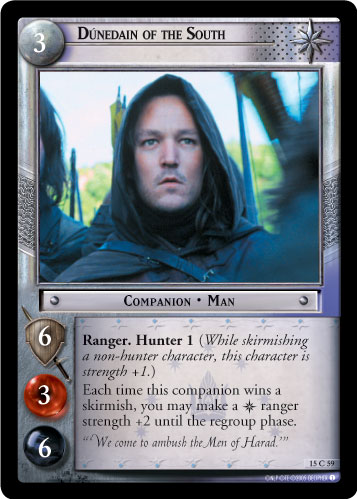 3
DÚNEDAIN OF THE SOUTH
COMPANION • MAN
6
Ranger. Hunter 1 (While skirmishing
a non-hunter character, this character is
strength +1.)
3
Each time this companion wins a
skirmish, you may make a ranger
strength +2 until the regroup phase.
6
“‘We come to ambush the Men of Harad.’”
15 C 59